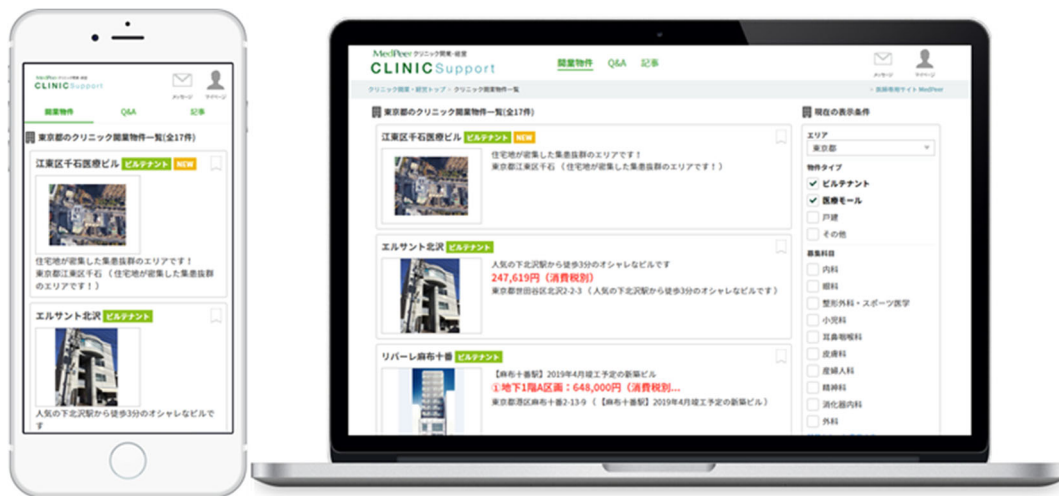 MedPeer クリニック開業・経営
CLINIC Support
メッセージ
マイページ
開業物件
Q&A
記事
東京都のクリニック開業物件一覧(全17件)
江東区千石医療ビル ビルテナント NEW
住宅地が密集した集患抜群のエリアです!
東京都江東区千石 ( 住宅地が密集した集患抜群
のエリアです! )
エルサント北沢 ビルテナント
人気の下北沢駅から徒歩3分のオシャレなビルで
す
MedPeer クリニック開業・経営
CLINIC Support
開業物件
Q&A
記事
メッセージ
マイページ
クリニック開業・経営トップ › クリニック開業物件一覧
› 医師専用サイト MedPeer
東京都のクリニック開業物件一覧(全17件)
江東区千石医療ビル ビルテナント NEW
住宅地が密集した集患抜群のエリアです!
東京都江東区千石 ( 住宅地が密集した集患抜群のエリアです! )
エルサント北沢 ビルテナント
人気の下北沢駅から徒歩3分のオシャレなビルです
247,619円(消費税別)
東京都世田谷区北沢2-2-3 ( 人気の下北沢駅から徒歩3分のオシャレなビルです )
リバーレ麻布十番 ビルテナント
【麻布十番駅】2019年4月竣工予定の新築ビル
①地下1階A区画:648,000円(消費税別...
東京都港区麻布十番2-13-9 ( 【麻布十番駅】2019年4月竣工予定の新築ビル )
現在の表示条件
エリア
東京都
物件タイプ
ビルテナント
医療モール
戸建
その他
募集科目
内科
眼科
整形外科・スポーツ医学
小児科
耳鼻咽喉科
皮膚科
産婦人科
精神科
消化器内科
外科